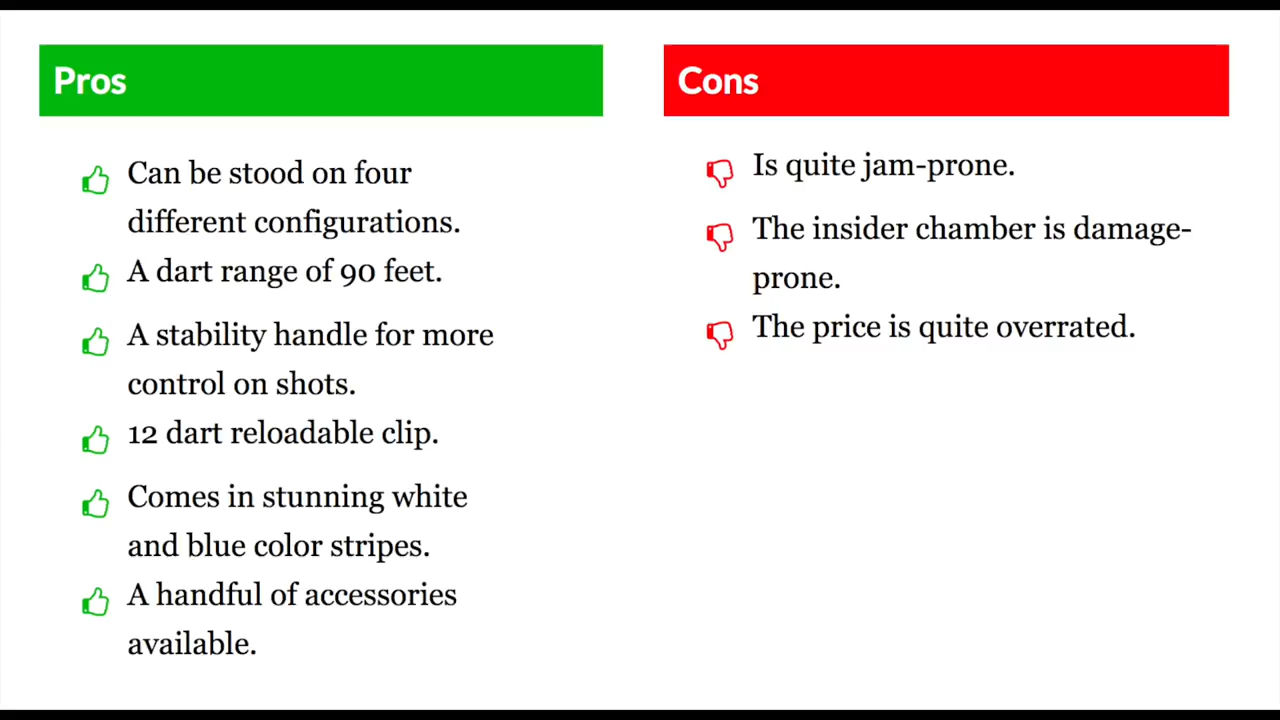 Pros
Can be stood on four
different configurations.
A dart range of 90 feet.
A stability handle for more
control on shots.
12 dart reloadable clip.
Comes in stunning white
and blue color stripes.
A handful of accessories
available.
Cons
Is quite jam-prone.
The insider chamber is damage-
prone.
The price is quite overrated.